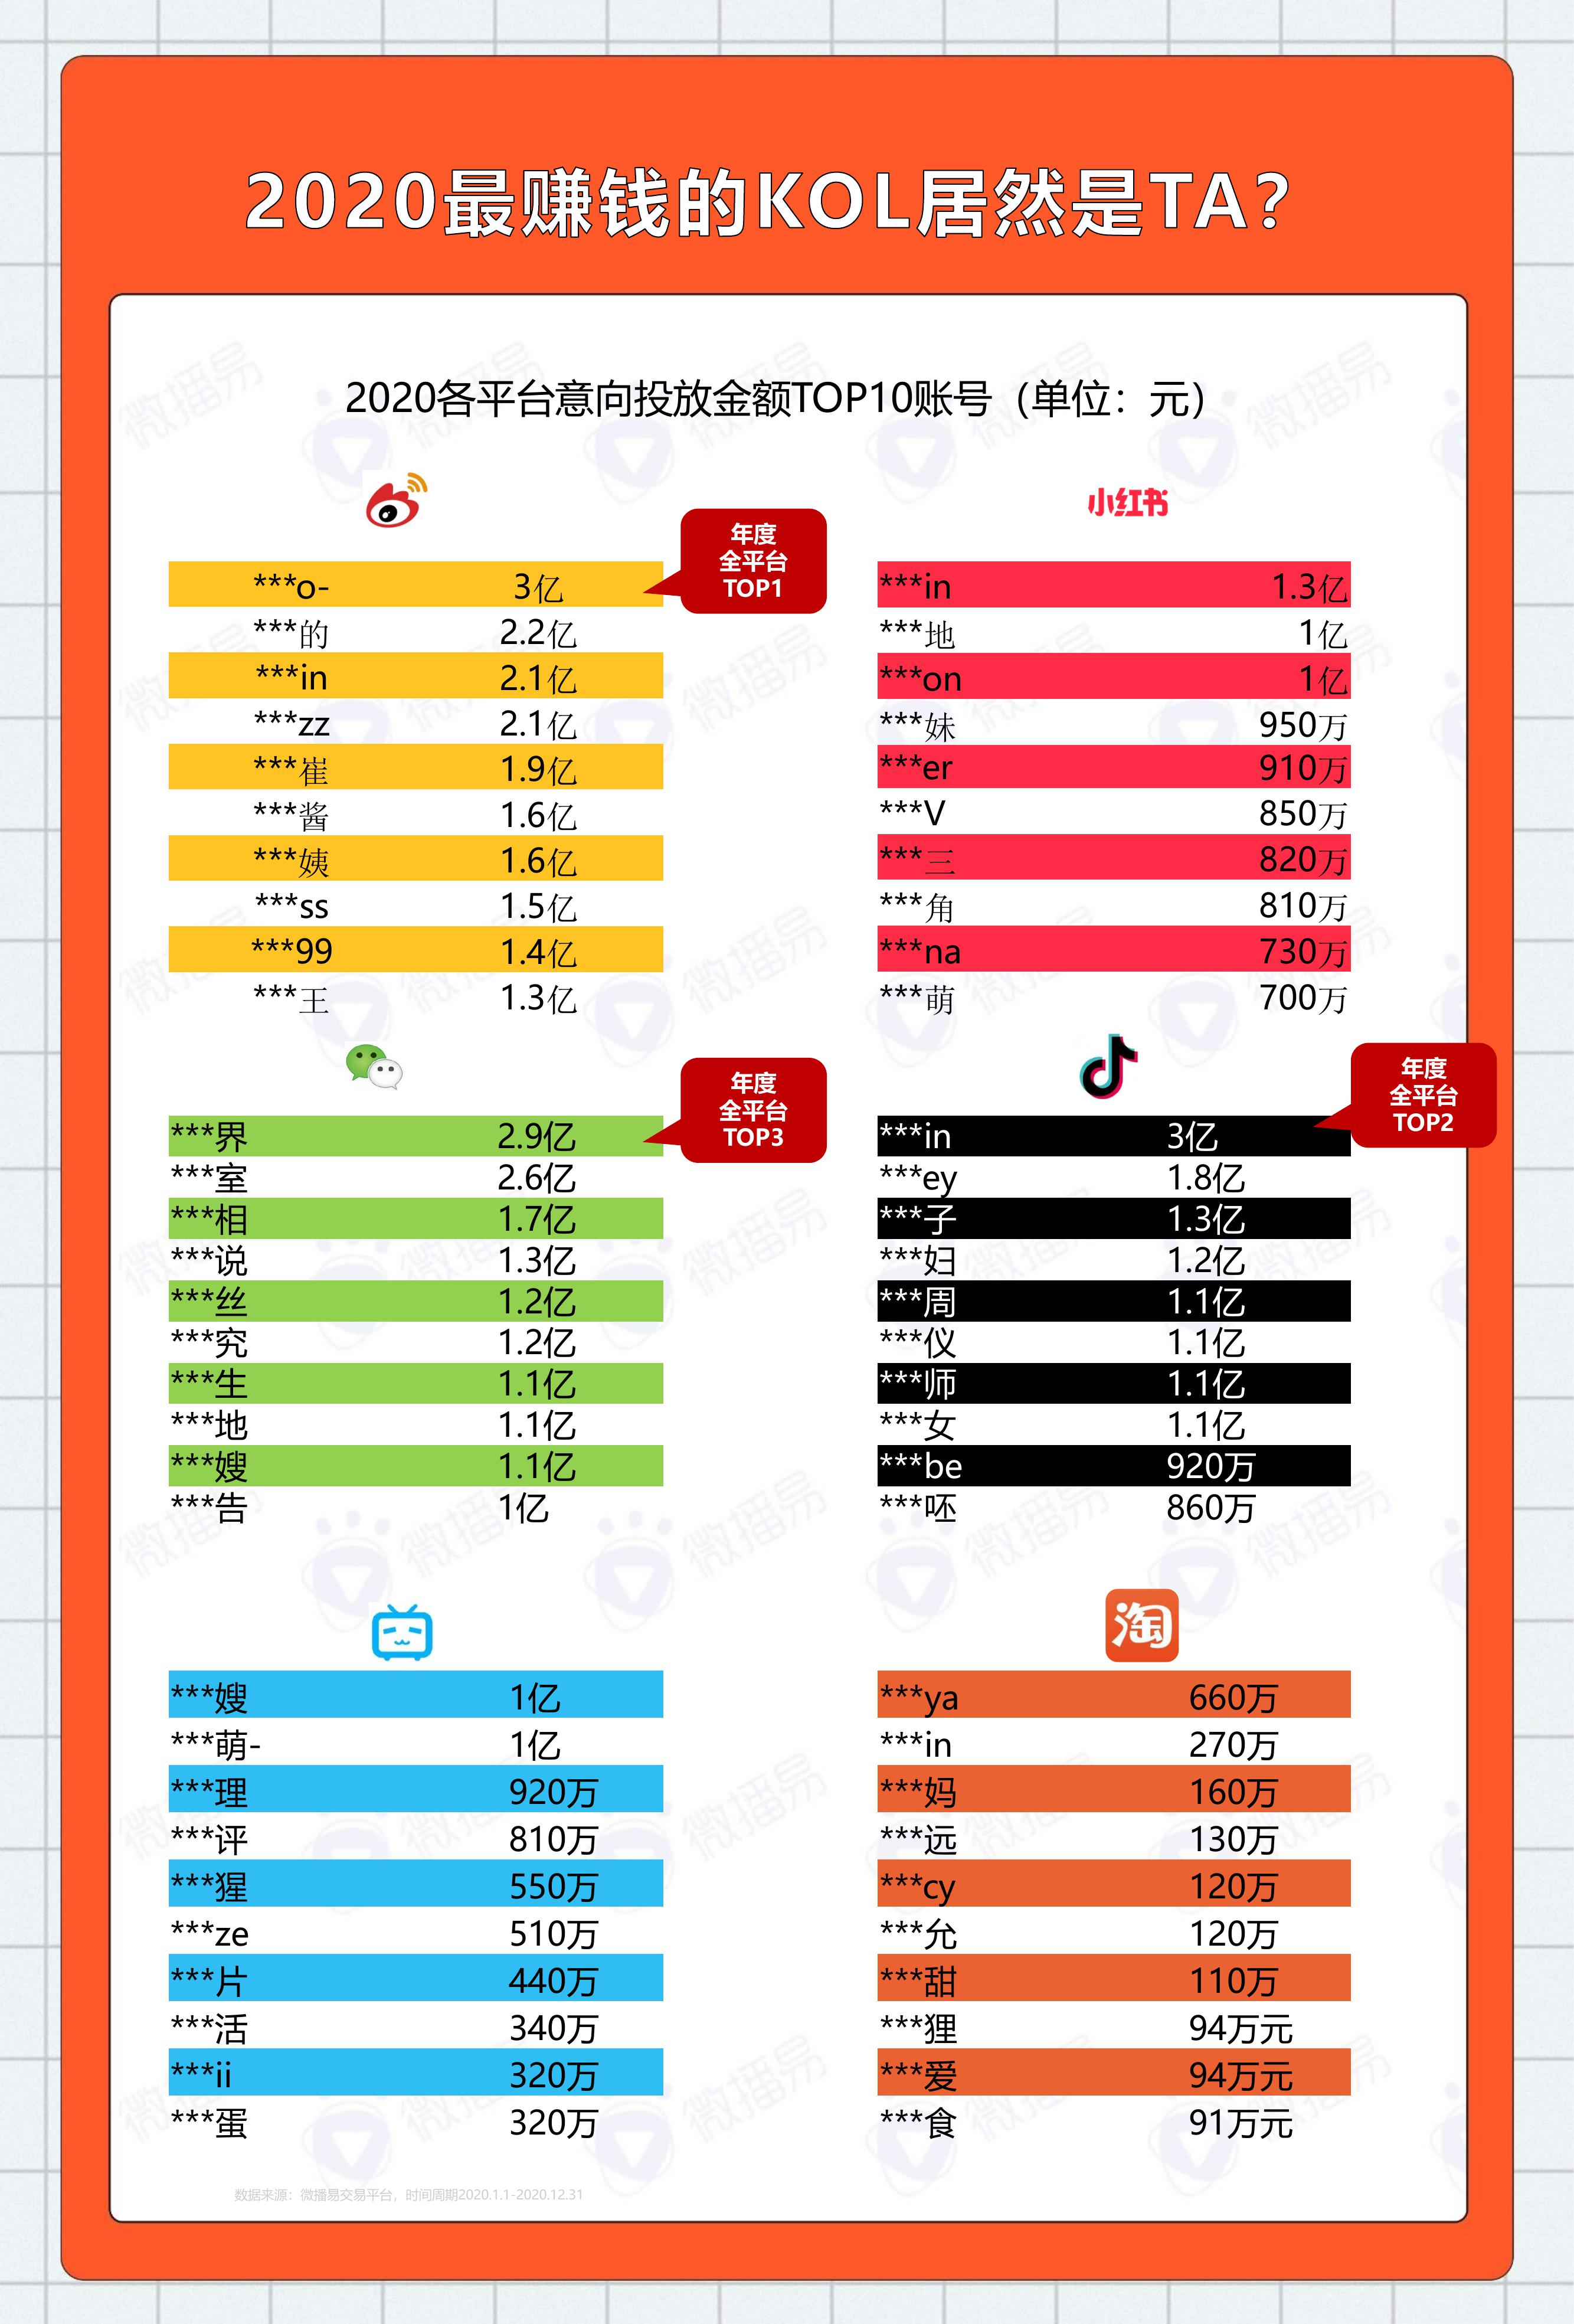 2020最赚钱的KOL居然是TA？
2020各平台意向投放金额TOP10账号（单位：元）
年度
全平台
TOP1
***o- 3亿
***的 2.2亿
***in 2.1亿
***zz 2.1亿
***崔 1.9亿
***酱 1.6亿
***姨 1.6亿
***ss 1.5亿
***99 1.4亿
***王 1.3亿
小红书
***in 1.3亿
***地 1亿
***on 1亿
***妹 950万
***er 910万
***V 850万
***三 820万
***角 810万
***na 730万
***萌 700万
年度
全平台
TOP3
***界 2.9亿
***室 2.6亿
***相 1.7亿
***说 1.3亿
***丝 1.2亿
***究 1.2亿
***生 1.1亿
***地 1.1亿
***嫂 1.1亿
***告 1亿
年度
全平台
TOP2
***in 3亿
***ey 1.8亿
***子 1.3亿
***妇 1.2亿
***周 1.1亿
***仪 1.1亿
***师 1.1亿
***女 1.1亿
***be 920万
***呸 860万
***嫂 1亿
***萌- 1亿
***理 920万
***评 810万
***猩 550万
***ze 510万
***片 440万
***活 340万
***ii 320万
***蛋 320万
淘
***ya 660万
***in 270万
***妈 160万
***远 130万
***cy 120万
***允 120万
***甜 110万
***狸 94万元
***爱 94万元
***食 91万元
数据来源：微播易交易平台，时间周期2020.1.1-2020.12.31
微播易